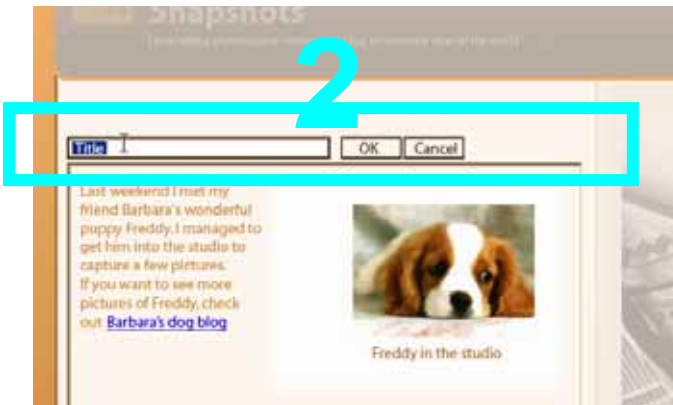 Snapshots
2
Title OK Cancel
Last weekend I met my
friend Barbara's wonderful
puppy Freddy. I managed to
get him into the studio to
capture a few pictures.
If you want to see more
pictures of Freddy, check
out Barbara's dog blog
Freddy in the studio